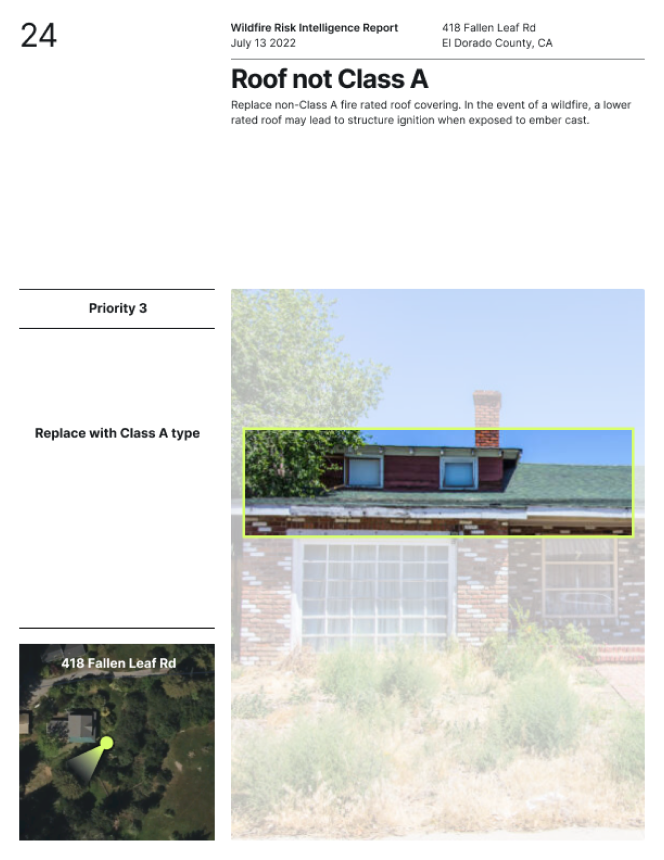 24
Wildfire Risk Intelligence Report
July 13 2022
418 Fallen Leaf Rd
El Dorado County, CA
Roof not Class A
Replace non-Class A fire rated roof covering. In the event of a wildfire, a lower
rated roof may lead to structure ignition when exposed to ember cast.
Priority 3
Replace with Class A type
418 Fallen Leaf Rd